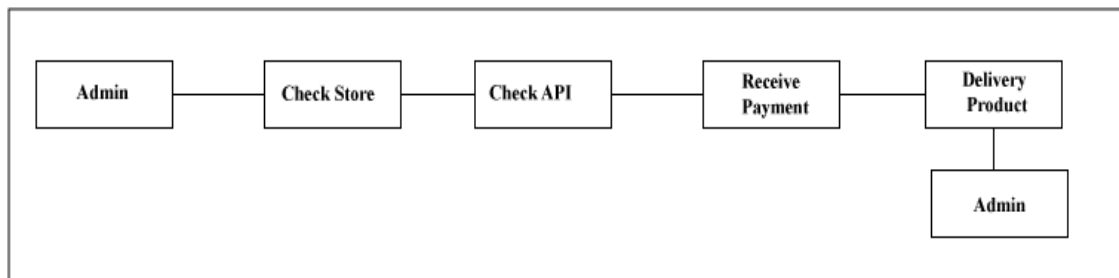 Admin
Check Store
Check API
Receive
Payment
Delivery
Product
Admin